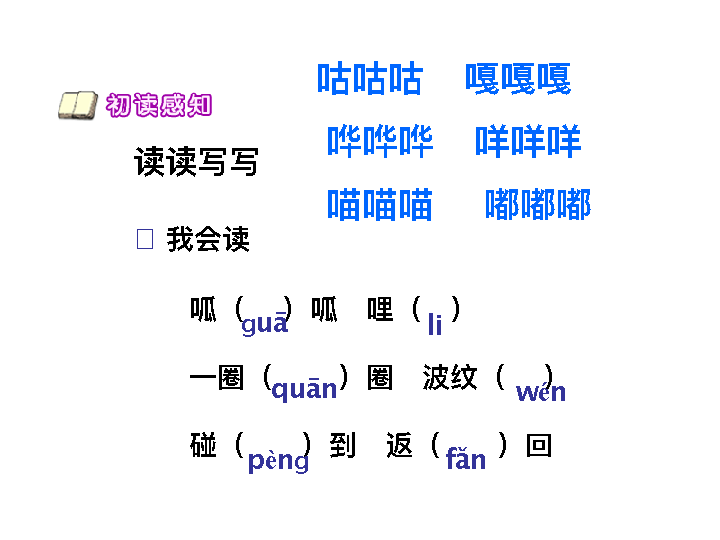 咕咕咕 嘎嘎嘎
初读感知
哗哗哗 咩咩咩
读读写写
喵喵喵 嘟嘟嘟
我会读
呱（guā）呱 哩（li）
一圈（quān）圈 波纹（wén）
碰（pèng）到 返（fǎn）回